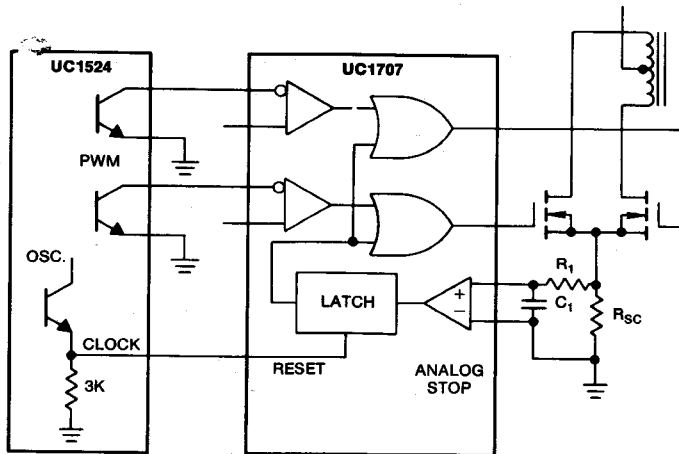 UC1524
UC1707
PWM
OSC.
CLOCK
3K
LATCH
RESET
+
−
ANALOG
STOP
R1
C1
RSC